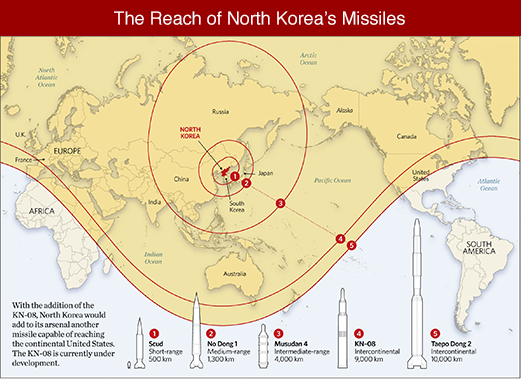 The Reach of North Korea's Missiles
North
Atlantic
Ocean
Arctic
Ocean
Russia
Alaska
Canada
U.K.
EUROPE
France
NORTH
KOREA
1
2
Japan
China
South
Korea
India
3
Pacific
Ocean
United
States
Atlantic
Ocean
AFRICA
4
5
Indian
Ocean
Australia
SOUTH
AMERICA
With the addition of the
KN-08, North Korea would
add to its arsenal another
missile capable of reaching
the continental United States.
The KN-08 is currently under
development.
1
Scud
Short-range
500 km
2
No Dong 1
Medium-range
1,300 km
3
Musudan 4
Intermediate-range
4,000 km
4
KN-08
Intercontinental
9,000 km
5
Taepo Dong 2
Intercontinental
10,000 km